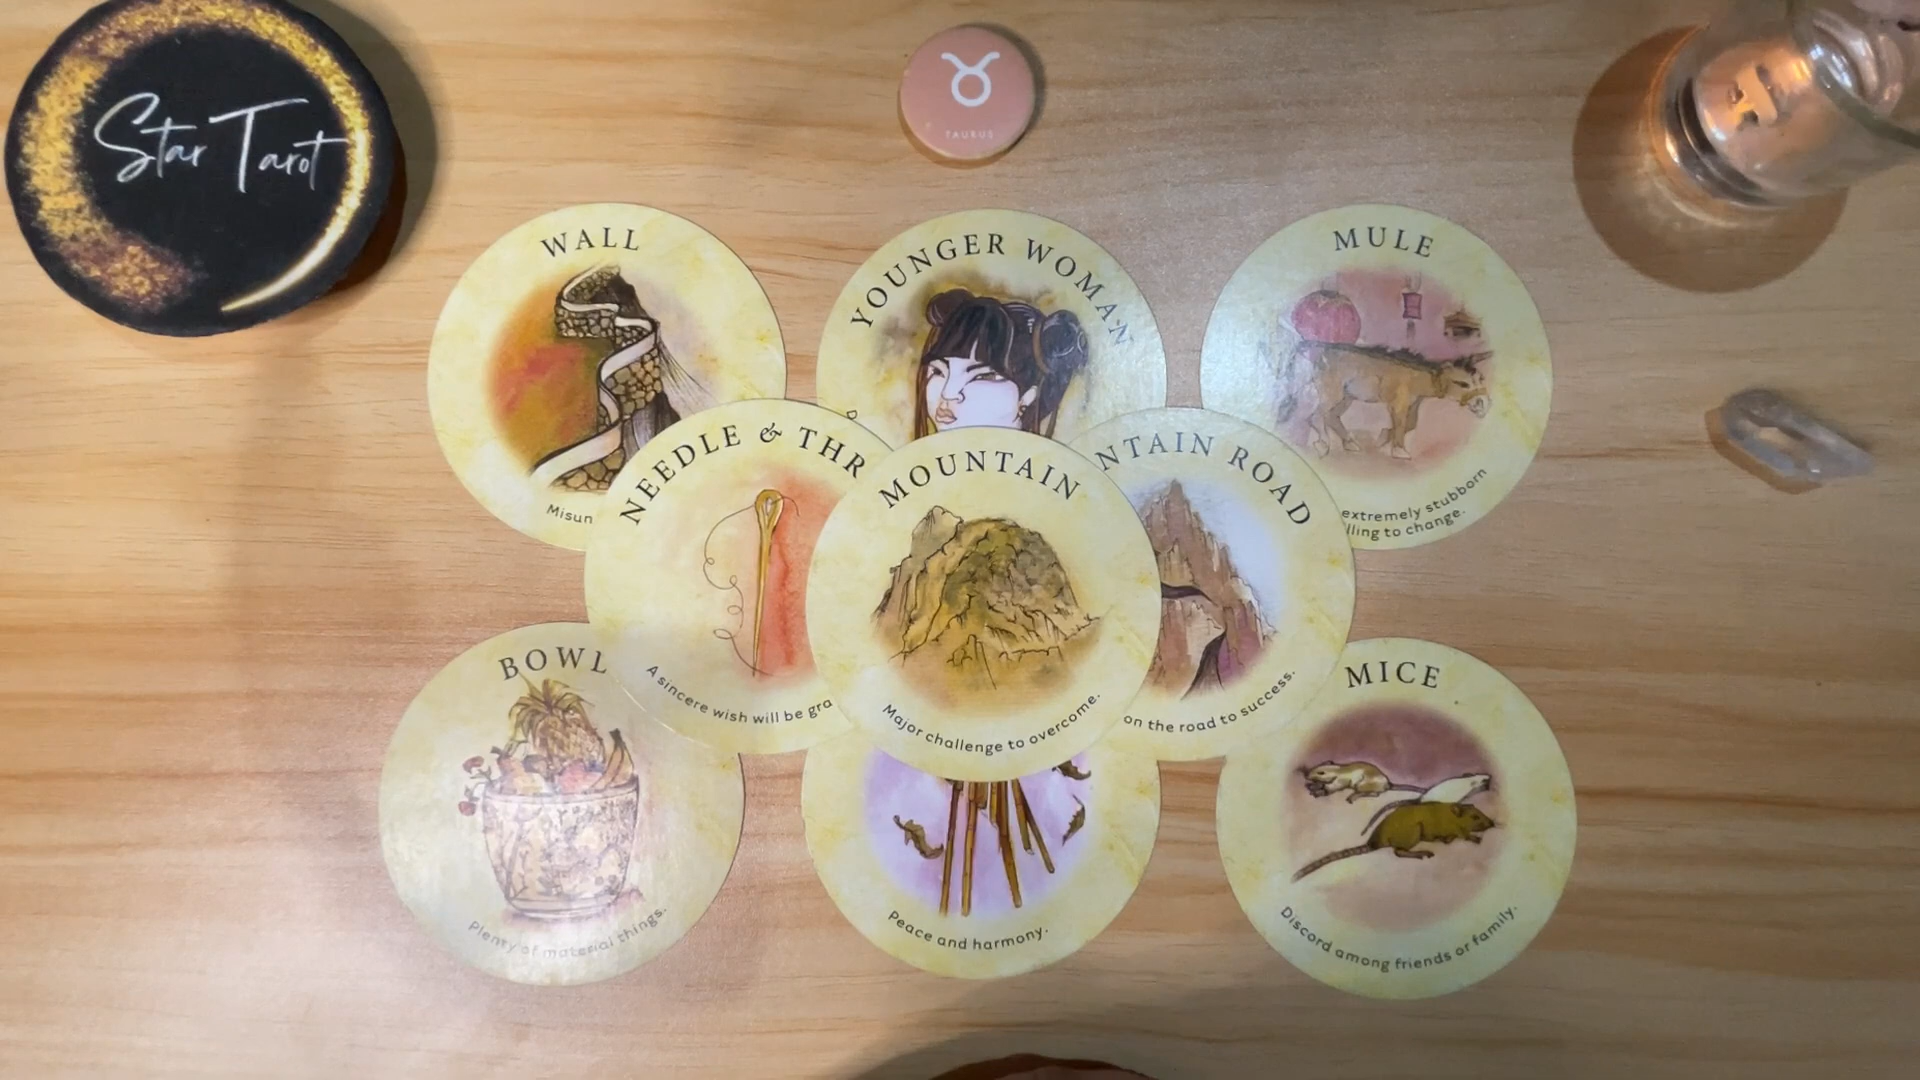 Star Tarot
TAURUS
WALL
Misun
YOUNGER WOMAN
MULE
extremely stubborn
lling to change.
NEEDLE & THR
A sincere wish will be gra
MOUNTAIN
Major challenge to overcome.
NTAIN ROAD
on the road to success.
BOWL
Plenty of material things.
Peace and harmony.
MICE
Discord among friends or family.